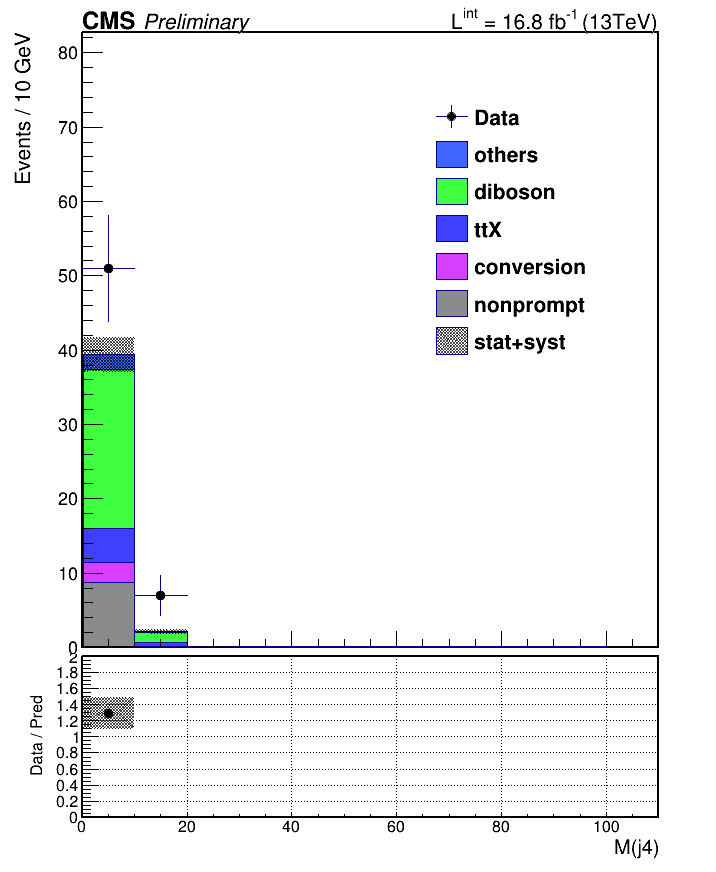 CMS Preliminary L^int = 16.8 fb^-1 (13TeV)
Events / 10 GeV
80
70
60
50
40
30
20
10
0
Data
others
diboson
ttX
conversion
nonprompt
stat+syst
Data / Pred
2
1.8
1.6
1.4
1.2
1
0.8
0.6
0.4
0.2
0
0 20 40 60 80 100
M(j4)